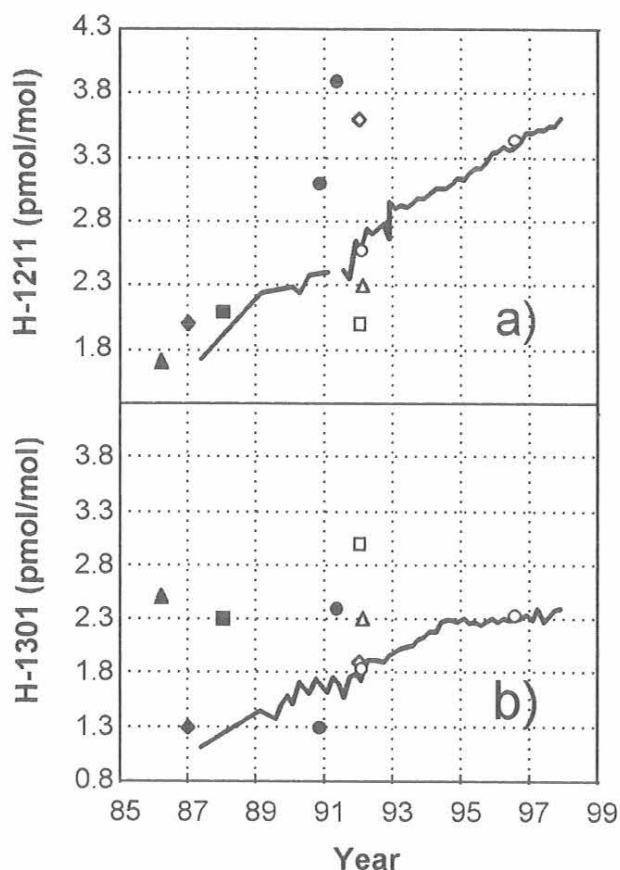 4.3
3.8
3.3
2.8
2.3
1.8
H-1211 (pmol/mol)
a)
3.8
3.3
2.8
2.3
1.8
1.3
0.8
H-1301 (pmol/mol)
b)
85 87 89 91 93 95 97 99
Year